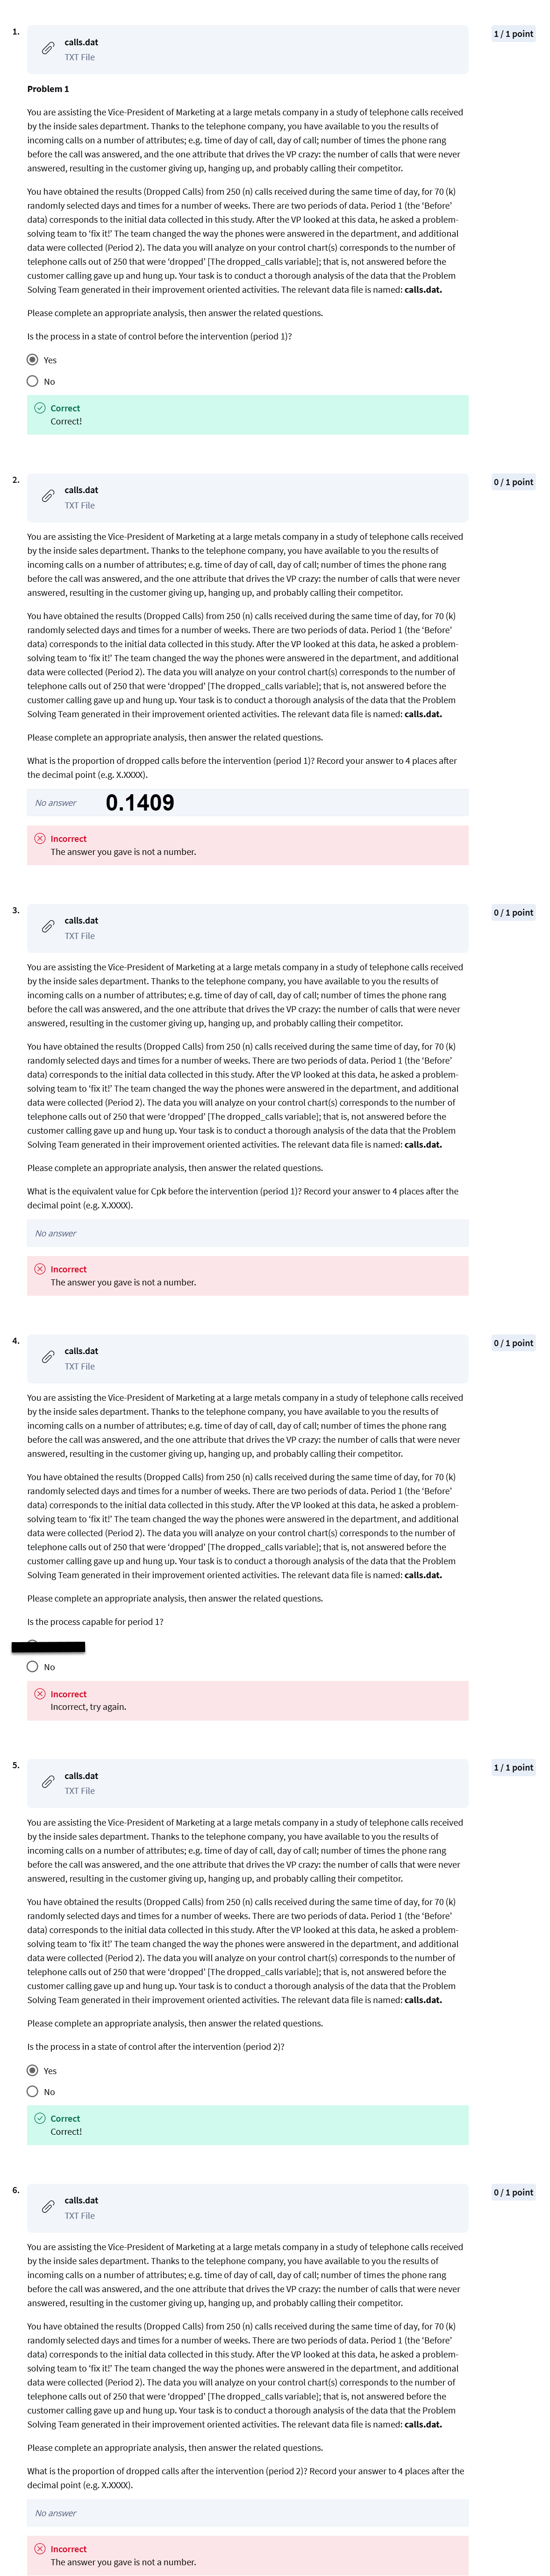 1.
calls.dat
TXT File
1 / 1 point
Problem 1
You are assisting the Vice-President of Marketing at a large metals company in a study of telephone calls received
by the inside sales department. Thanks to the telephone company, you have available to you the results of
incoming calls on a number of attributes; e.g. time of day of call, day of call; number of times the phone rang
before the call was answered, and the one attribute that drives the VP crazy: the number of calls that were never
answered, resulting in the customer giving up, hanging up, and probably calling their competitor.
You have obtained the results (Dropped Calls) from 250 (n) calls received during the same time of day, for 70 (k)
randomly selected days and times for a number of weeks. There are two periods of data. Period 1 (the ‘Before’
data) corresponds to the initial data collected in this study. After the VP looked at this data, he asked a problem-
solving team to ‘fix it!’ The team changed the way the phones were answered in the department, and additional
data were collected (Period 2). The data you will analyze on your control chart(s) corresponds to the number of
telephone calls out of 250 that were ‘dropped’ [The dropped_calls variable]; that is, not answered before the
customer calling gave up and hung up. Your task is to conduct a thorough analysis of the data that the Problem
Solving Team generated in their improvement oriented activities. The relevant data file is named: calls.dat.
Please complete an appropriate analysis, then answer the related questions.
Is the process in a state of control before the intervention (period 1)?
Yes
No
Correct
Correct!
2.
calls.dat
TXT File
0 / 1 point
You are assisting the Vice-President of Marketing at a large metals company in a study of telephone calls received
by the inside sales department. Thanks to the telephone company, you have available to you the results of
incoming calls on a number of attributes; e.g. time of day of call, day of call; number of times the phone rang
before the call was answered, and the one attribute that drives the VP crazy: the number of calls that were never
answered, resulting in the customer giving up, hanging up, and probably calling their competitor.
You have obtained the results (Dropped Calls) from 250 (n) calls received during the same time of day, for 70 (k)
randomly selected days and times for a number of weeks. There are two periods of data. Period 1 (the ‘Before’
data) corresponds to the initial data collected in this study. After the VP looked at this data, he asked a problem-
solving team to ‘fix it!’ The team changed the way the phones were answered in the department, and additional
data were collected (Period 2). The data you will analyze on your control chart(s) corresponds to the number of
telephone calls out of 250 that were ‘dropped’ [The dropped_calls variable]; that is, not answered before the
customer calling gave up and hung up. Your task is to conduct a thorough analysis of the data that the Problem
Solving Team generated in their improvement oriented activities. The relevant data file is named: calls.dat.
Please complete an appropriate analysis, then answer the related questions.
What is the proportion of dropped calls before the intervention (period 1)? Record your answer to 4 places after
the decimal point (e.g. X.XXXX).
No answer 0.1409
Incorrect
The answer you gave is not a number.
3.
calls.dat
TXT File
0 / 1 point
You are assisting the Vice-President of Marketing at a large metals company in a study of telephone calls received
by the inside sales department. Thanks to the telephone company, you have available to you the results of
incoming calls on a number of attributes; e.g. time of day of call, day of call; number of times the phone rang
before the call was answered, and the one attribute that drives the VP crazy: the number of calls that were never
answered, resulting in the customer giving up, hanging up, and probably calling their competitor.
You have obtained the results (Dropped Calls) from 250 (n) calls received during the same time of day, for 70 (k)
randomly selected days and times for a number of weeks. There are two periods of data. Period 1 (the ‘Before’
data) corresponds to the initial data collected in this study. After the VP looked at this data, he asked a problem-
solving team to ‘fix it!’ The team changed the way the phones were answered in the department, and additional
data were collected (Period 2). The data you will analyze on your control chart(s) corresponds to the number of
telephone calls out of 250 that were ‘dropped’ [The dropped_calls variable]; that is, not answered before the
customer calling gave up and hung up. Your task is to conduct a thorough analysis of the data that the Problem
Solving Team generated in their improvement oriented activities. The relevant data file is named: calls.dat.
Please complete an appropriate analysis, then answer the related questions.
What is the equivalent value for Cpk before the intervention (period 1)? Record your answer to 4 places after the
decimal point (e.g. X.XXXX).
No answer
Incorrect
The answer you gave is not a number.
4.
calls.dat
TXT File
0 / 1 point
You are assisting the Vice-President of Marketing at a large metals company in a study of telephone calls received
by the inside sales department. Thanks to the telephone company, you have available to you the results of
incoming calls on a number of attributes; e.g. time of day of call, day of call; number of times the phone rang
before the call was answered, and the one attribute that drives the VP crazy: the number of calls that were never
answered, resulting in the customer giving up, hanging up, and probably calling their competitor.
You have obtained the results (Dropped Calls) from 250 (n) calls received during the same time of day, for 70 (k)
randomly selected days and times for a number of weeks. There are two periods of data. Period 1 (the ‘Before’
data) corresponds to the initial data collected in this study. After the VP looked at this data, he asked a problem-
solving team to ‘fix it!’ The team changed the way the phones were answered in the department, and additional
data were collected (Period 2). The data you will analyze on your control chart(s) corresponds to the number of
telephone calls out of 250 that were ‘dropped’ [The dropped_calls variable]; that is, not answered before the
customer calling gave up and hung up. Your task is to conduct a thorough analysis of the data that the Problem
Solving Team generated in their improvement oriented activities. The relevant data file is named: calls.dat.
Please complete an appropriate analysis, then answer the related questions.
Is the process capable for period 1?
No
Incorrect
Incorrect, try again.
5.
calls.dat
TXT File
1 / 1 point
You are assisting the Vice-President of Marketing at a large metals company in a study of telephone calls received
by the inside sales department. Thanks to the telephone company, you have available to you the results of
incoming calls on a number of attributes; e.g. time of day of call, day of call; number of times the phone rang
before the call was answered, and the one attribute that drives the VP crazy: the number of calls that were never
answered, resulting in the customer giving up, hanging up, and probably calling their competitor.
You have obtained the results (Dropped Calls) from 250 (n) calls received during the same time of day, for 70 (k)
randomly selected days and times for a number of weeks. There are two periods of data. Period 1 (the ‘Before’
data) corresponds to the initial data collected in this study. After the VP looked at this data, he asked a problem-
solving team to ‘fix it!’ The team changed the way the phones were answered in the department, and additional
data were collected (Period 2). The data you will analyze on your control chart(s) corresponds to the number of
telephone calls out of 250 that were ‘dropped’ [The dropped_calls variable]; that is, not answered before the
customer calling gave up and hung up. Your task is to conduct a thorough analysis of the data that the Problem
Solving Team generated in their improvement oriented activities. The relevant data file is named: calls.dat.
Please complete an appropriate analysis, then answer the related questions.
Is the process in a state of control after the intervention (period 2)?
Yes
No
Correct
Correct!
6.
calls.dat
TXT File
0 / 1 point
You are assisting the Vice-President of Marketing at a large metals company in a study of telephone calls received
by the inside sales department. Thanks to the telephone company, you have available to you the results of
incoming calls on a number of attributes; e.g. time of day of call, day of call; number of times the phone rang
before the call was answered, and the one attribute that drives the VP crazy: the number of calls that were never
answered, resulting in the customer giving up, hanging up, and probably calling their competitor.
You have obtained the results (Dropped Calls) from 250 (n) calls received during the same time of day, for 70 (k)
randomly selected days and times for a number of weeks. There are two periods of data. Period 1 (the ‘Before’
data) corresponds to the initial data collected in this study. After the VP looked at this data, he asked a problem-
solving team to ‘fix it!’ The team changed the way the phones were answered in the department, and additional
data were collected (Period 2). The data you will analyze on your control chart(s) corresponds to the number of
telephone calls out of 250 that were ‘dropped’ [The dropped_calls variable]; that is, not answered before the
customer calling gave up and hung up. Your task is to conduct a thorough analysis of the data that the Problem
Solving Team generated in their improvement oriented activities. The relevant data file is named: calls.dat.
Please complete an appropriate analysis, then answer the related questions.
What is the proportion of dropped calls after the intervention (period 2)? Record your answer to 4 places after the
decimal point (e.g. X.XXXX).
No answer
Incorrect
The answer you gave is not a number.